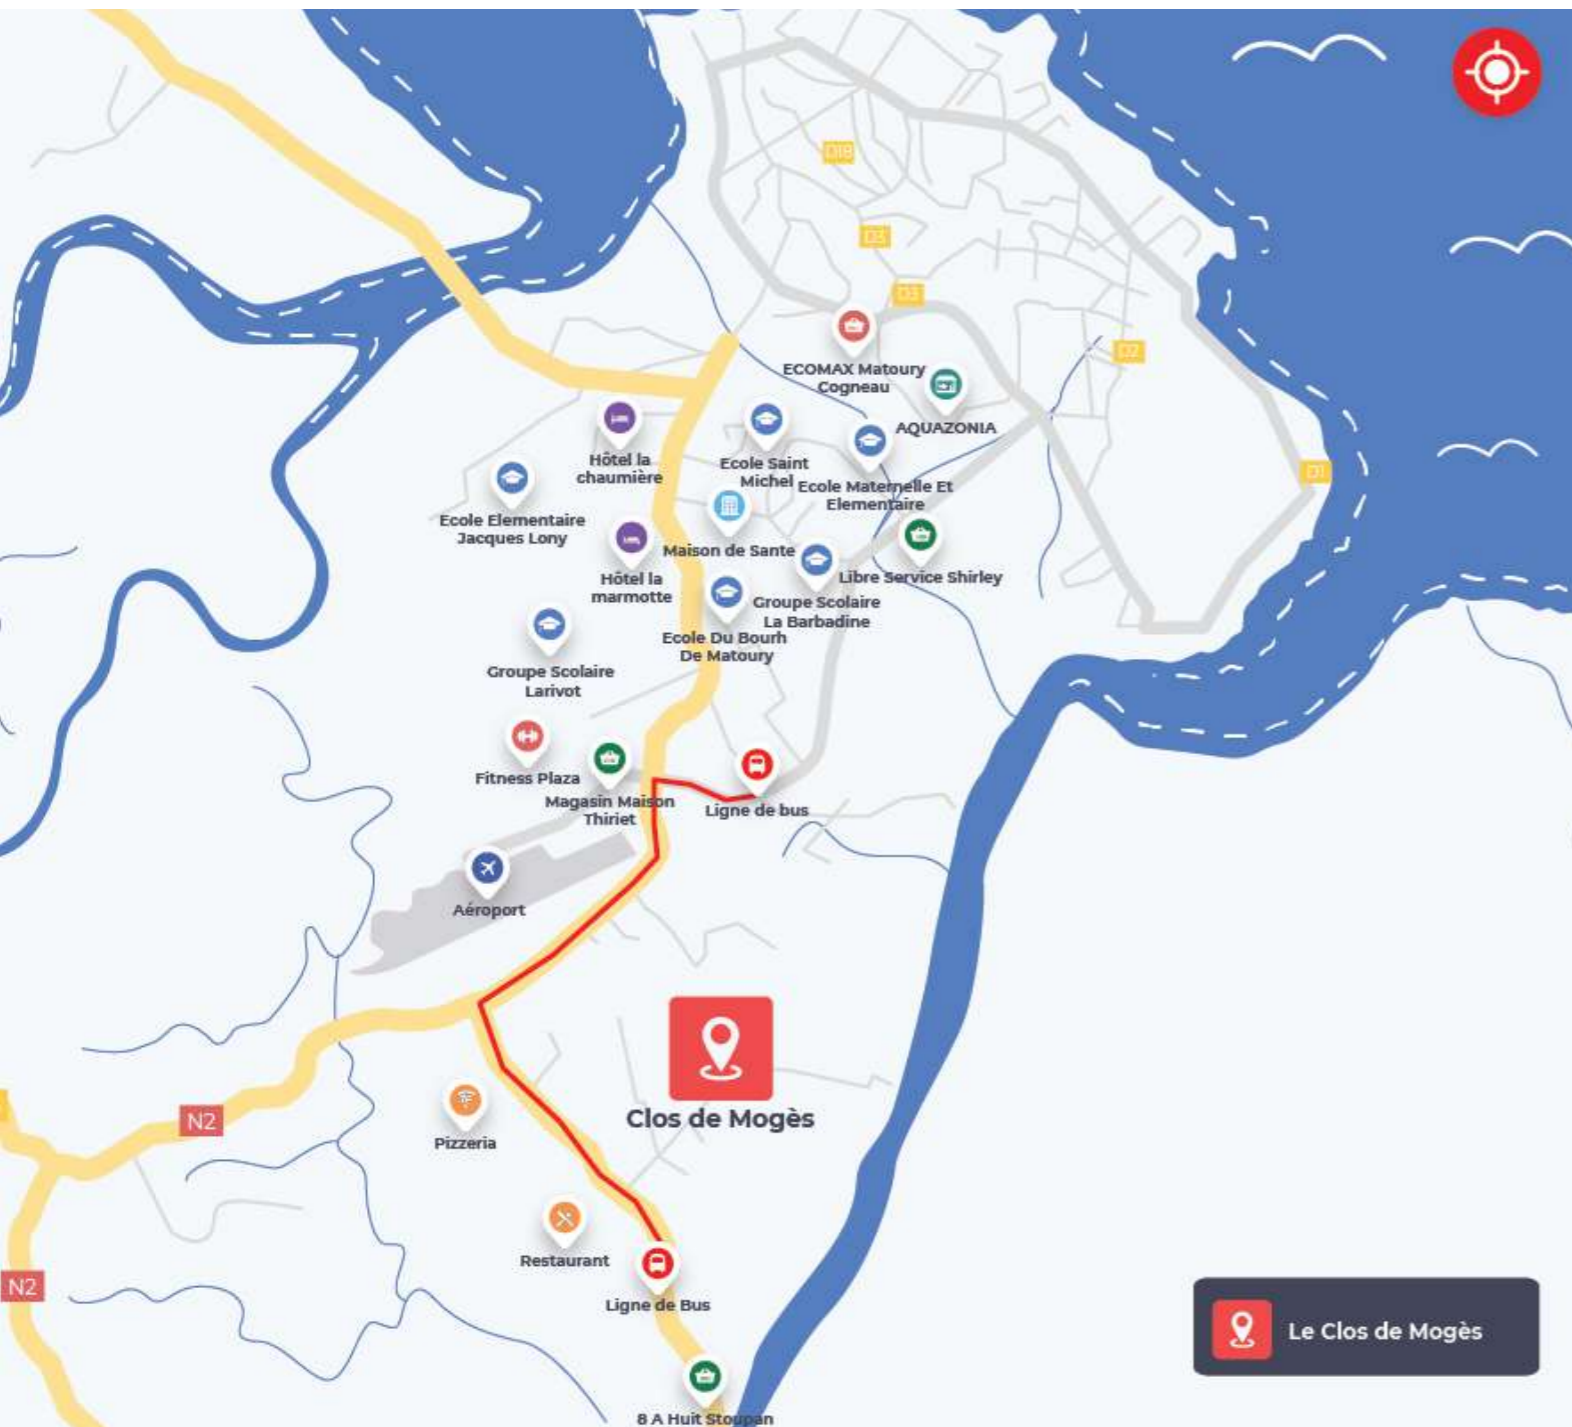 D18
D3
D3
D2
ECOMAX Matoury
Cogneau
AQUAZONIA
Hôtel la
chaumière
Ecole Saint
Michel
Ecole Maternelle Et
Elementaire
D1
Ecole Elementaire
Jacques Lony
Maison de Sante
Hôtel la
marmotte
Libre Service Shirley
Groupe Scolaire
La Barbadine
Ecole Du Bourh
De Matoury
Groupe Scolaire
Larivot
Fitness Plaza
Magasin Maison
Thiriet
Ligne de bus
Aéroport
Clos de Mogès
N2
Pizzeria
Restaurant
N2
Ligne de Bus
Le Clos de Mogès
8 A Huit Stoupan